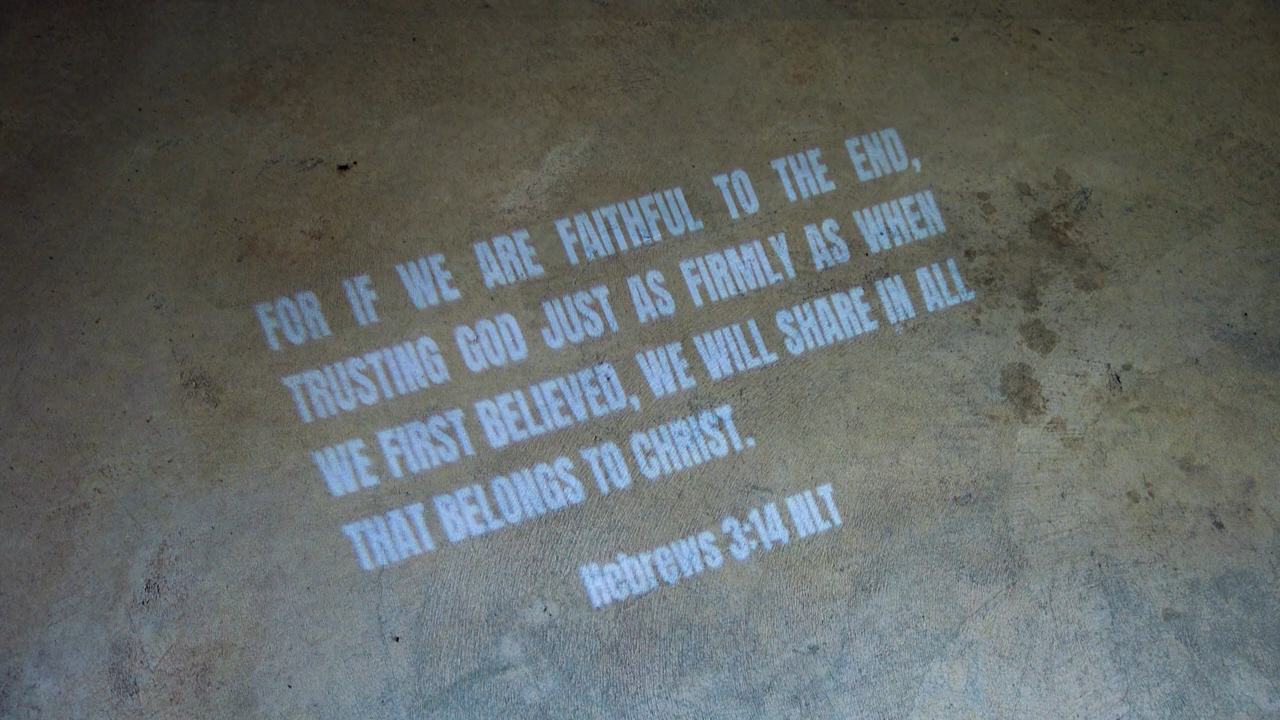 FOR IF WE ARE FAITHFUL TO THE END,
TRUSTING GOD JUST AS FIRMLY AS WHEN
WE FIRST BELIEVED, WE WILL SHARE IN ALL
THAT BELONGS TO CHRIST.
Hebrews 3:14 NLT